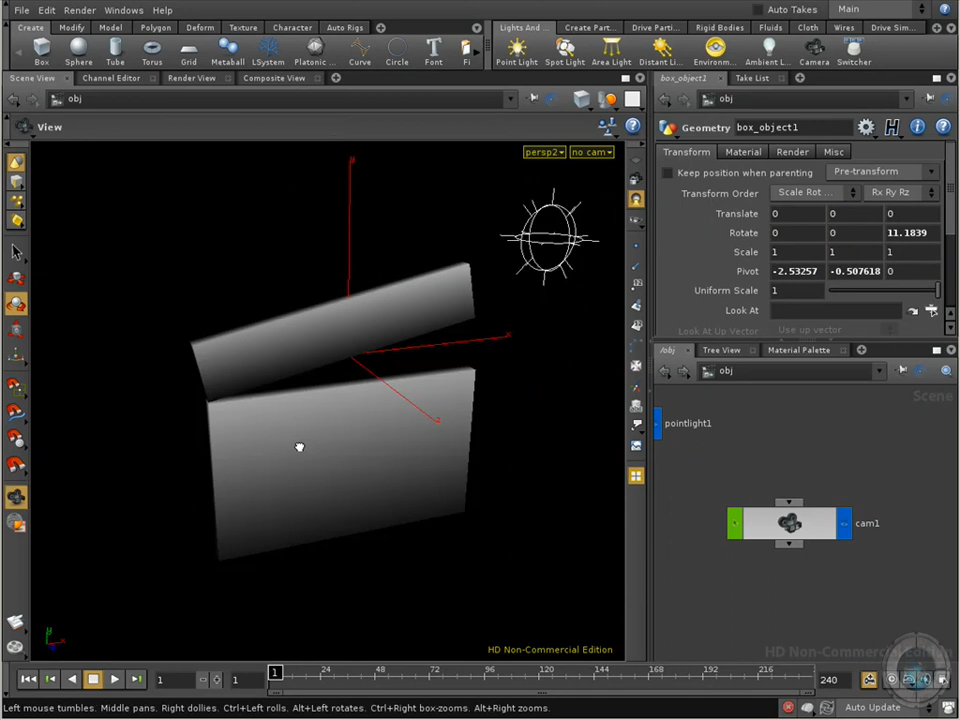 File Edit Render Windows Help Auto Takes Main
Create Modify Model Polygon Deform Texture Character Auto Rigs Lights And ... Create Part... Drive Parti... Rigid Bodies Fluids Cloth Wires Drive Sim...
Box Sphere Tube Torus Grid Metaball LSystem Platonic ... Curve Circle Font Fi Point Light Spot Light Area Light Distant Li... Environm... Ambient L... Camera Switcher
Scene View Channel Editor Render View Composite View box_object1 Take List
obj obj
View Geometry box_object1
persp2 no cam Transform Material Render Misc
Keep position when parenting Pre-transform
Transform Order Scale Rot ... Rx Ry Rz
Translate 0 0 0
Rotate 0 0 11.1839
Scale 1 1 1
Pivot -2.53257 -0.507618 0
Uniform Scale 1
Look At
Look At Up Vector Use up vector
/obj Tree View Material Palette
obj
Scene
pointlight1
cam1
HD Non-Commercial Edition
Non-Commercial Edition
1 1 1 24 48 72 96 120 144 168 192 216 240
Left mouse tumbles. Middle pans. Right dollies. Ctrl+Left rolls. Alt+Left rotates. Ctrl+Right box-zooms. Alt+Right zooms. Auto Update